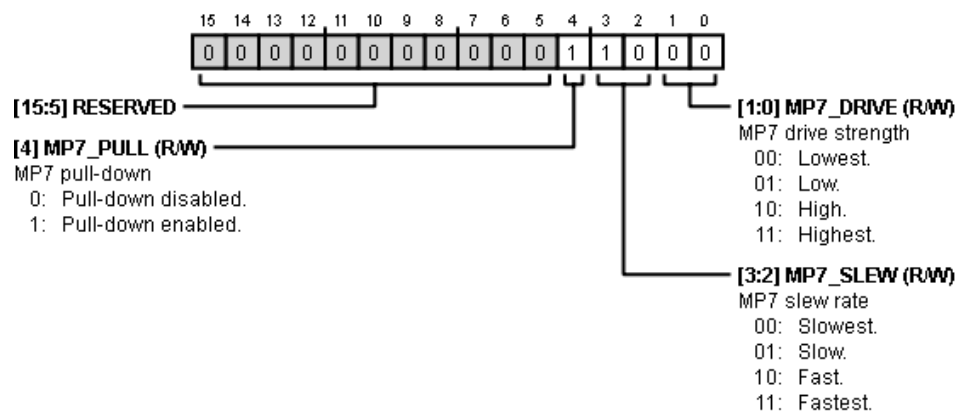 15 14 13 12 11 10 9 8 7 6 5 4 3 2 1 0
0 0 0 0 0 0 0 0 0 0 0 1 1 0 0 0
[15:5] RESERVED
[4] MP7_PULL (R/W)
MP7 pull-down
0: Pull-down disabled.
1: Pull-down enabled.
[1:0] MP7_DRIVE (R/W)
MP7 drive strength
00: Lowest.
01: Low.
10: High.
11: Highest.
[3:2] MP7_SLEW (R/W)
MP7 slew rate
00: Slowest.
01: Slow.
10: Fast.
11: Fastest.